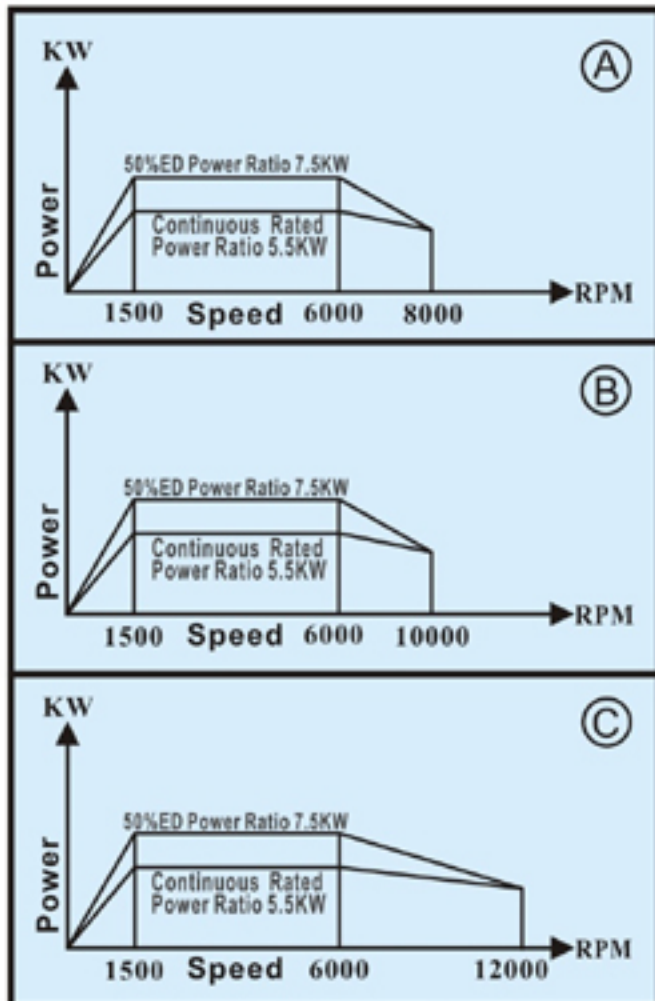 KW
A
50%ED Power Ratio 7.5KW
Continuous Rated
Power Ratio 5.5KW
Power
1500 Speed 6000 8000 RPM
KW
B
50%ED Power Ratio 7.5KW
Continuous Rated
Power Ratio 5.5KW
Power
1500 Speed 6000 10000 RPM
KW
C
50%ED Power Ratio 7.5KW
Continuous Rated
Power Ratio 5.5KW
Power
1500 Speed 6000 12000 RPM